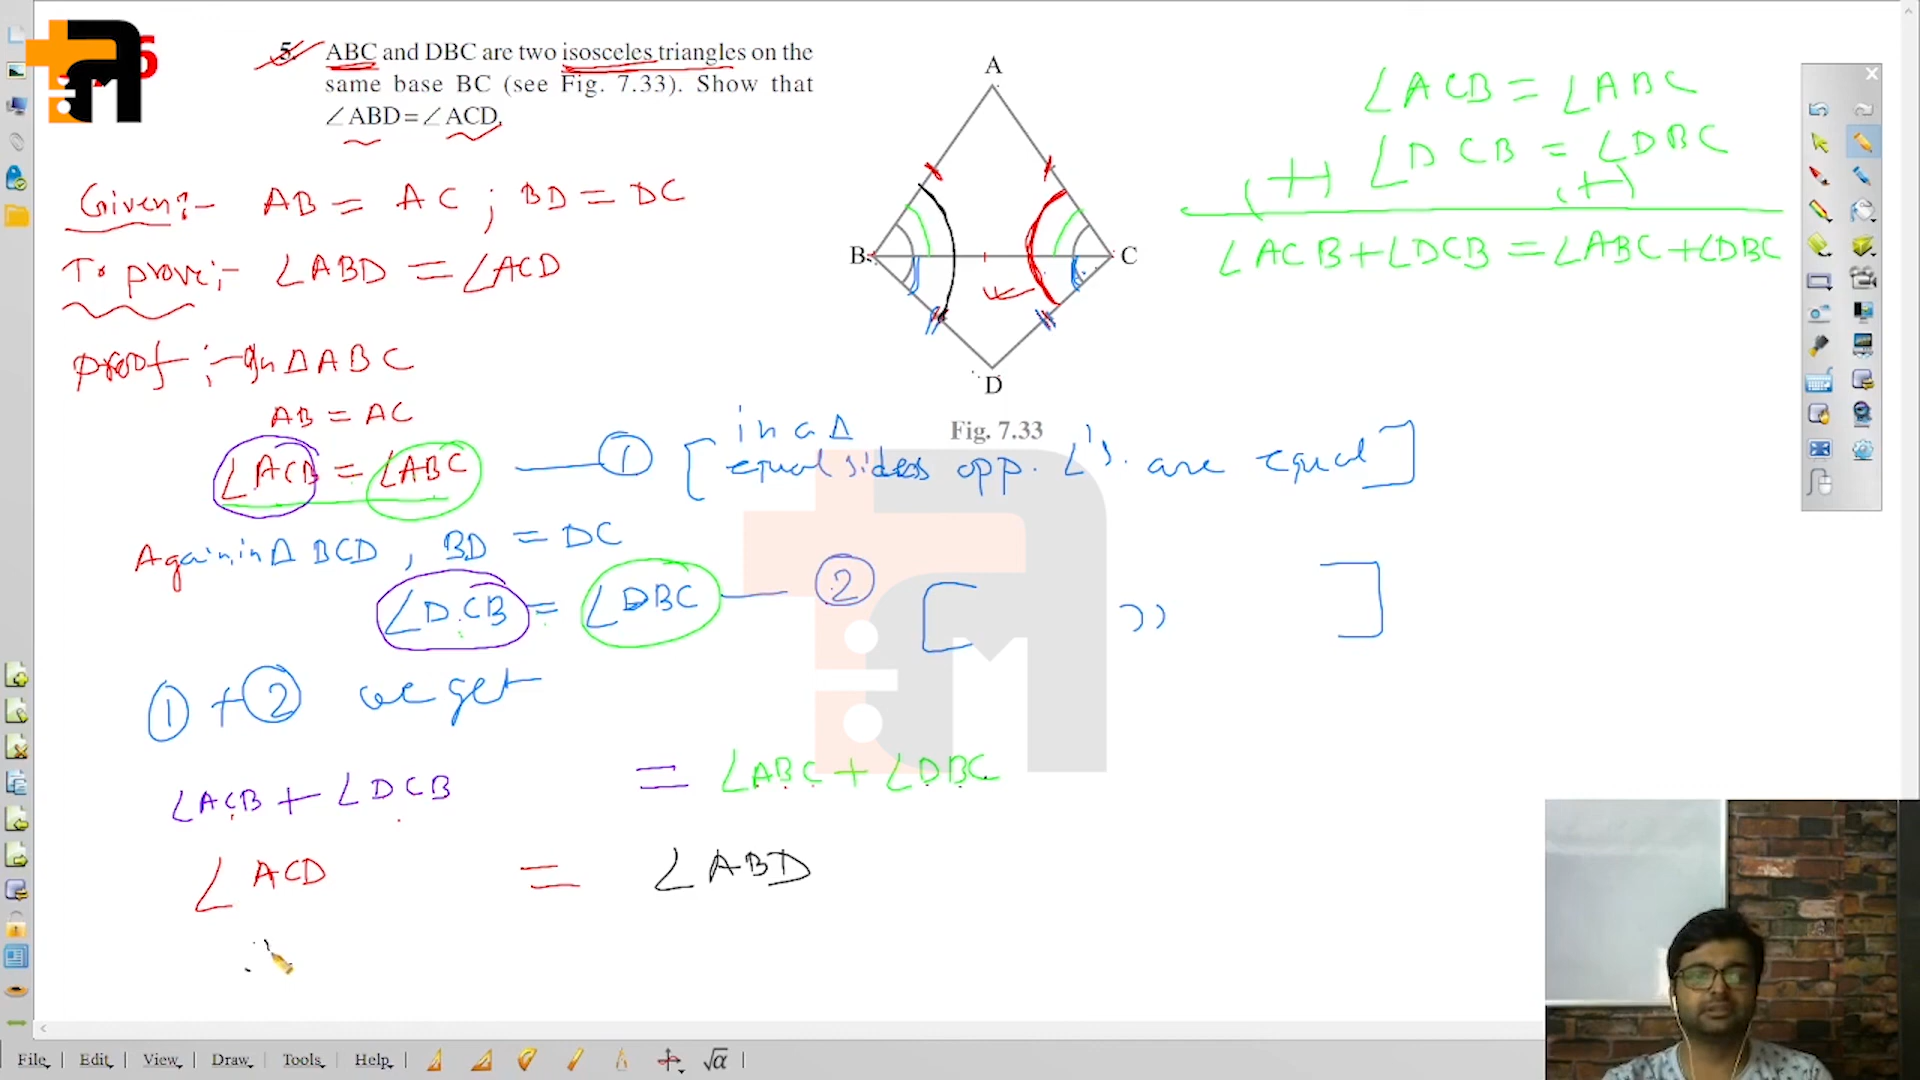 6
5. ABC and DBC are two isosceles triangles on the
same base BC (see Fig. 7.33). Show that
∠ABD = ∠ACD.
Given:- AB = AC ; BD = DC
To prove:- ∠ABD = ∠ACD
Proof :- In Δ ABC
AB = AC
∠ACB = ∠ABC —— ① [in a Δ equal sides opp. ∠'s. are equal]
Again in Δ BCD , BD = DC
∠DCB = ∠DBC —— ② [ )) ]
① + ② we get
∠ACB + ∠DCB = ∠ABC + ∠DBC
∠ACD = ∠ABD
A
B
C
D
Fig. 7.33
∠ACB = ∠ABC
∠DCB = ∠DBC
(+) (+)
∠ACB+∠DCB = ∠ABC+∠DBC
File Edit View Draw Tools Help √α